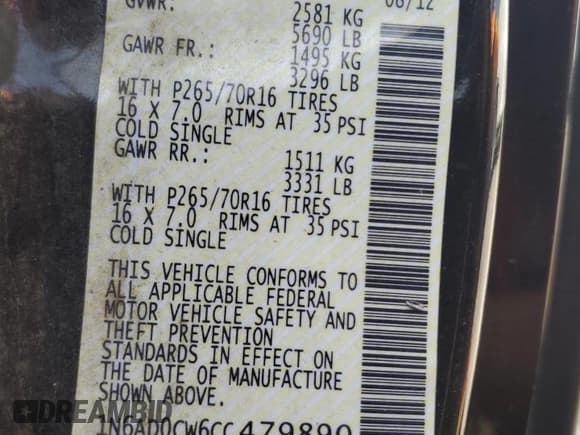 GVWR:
2581 KG
08/12
5690 LB
GAWR FR.:
1495 KG
3296 LB
WITH P265/70R16 TIRES
16 X 7.0 RIMS AT 35 PSI
COLD SINGLE
GAWR RR.:
1511 KG
3331 LB
WITH P265/70R16 TIRES
16 X 7.0 RIMS AT 35 PSI
COLD SINGLE
THIS VEHICLE CONFORMS TO
ALL APPLICABLE FEDERAL
MOTOR VEHICLE SAFETY AND
THEFT PREVENTION
STANDARDS IN EFFECT ON
THE DATE OF MANUFACTURE
SHOWN ABOVE.
1N6AD0CW6CC479890
DREAMBID